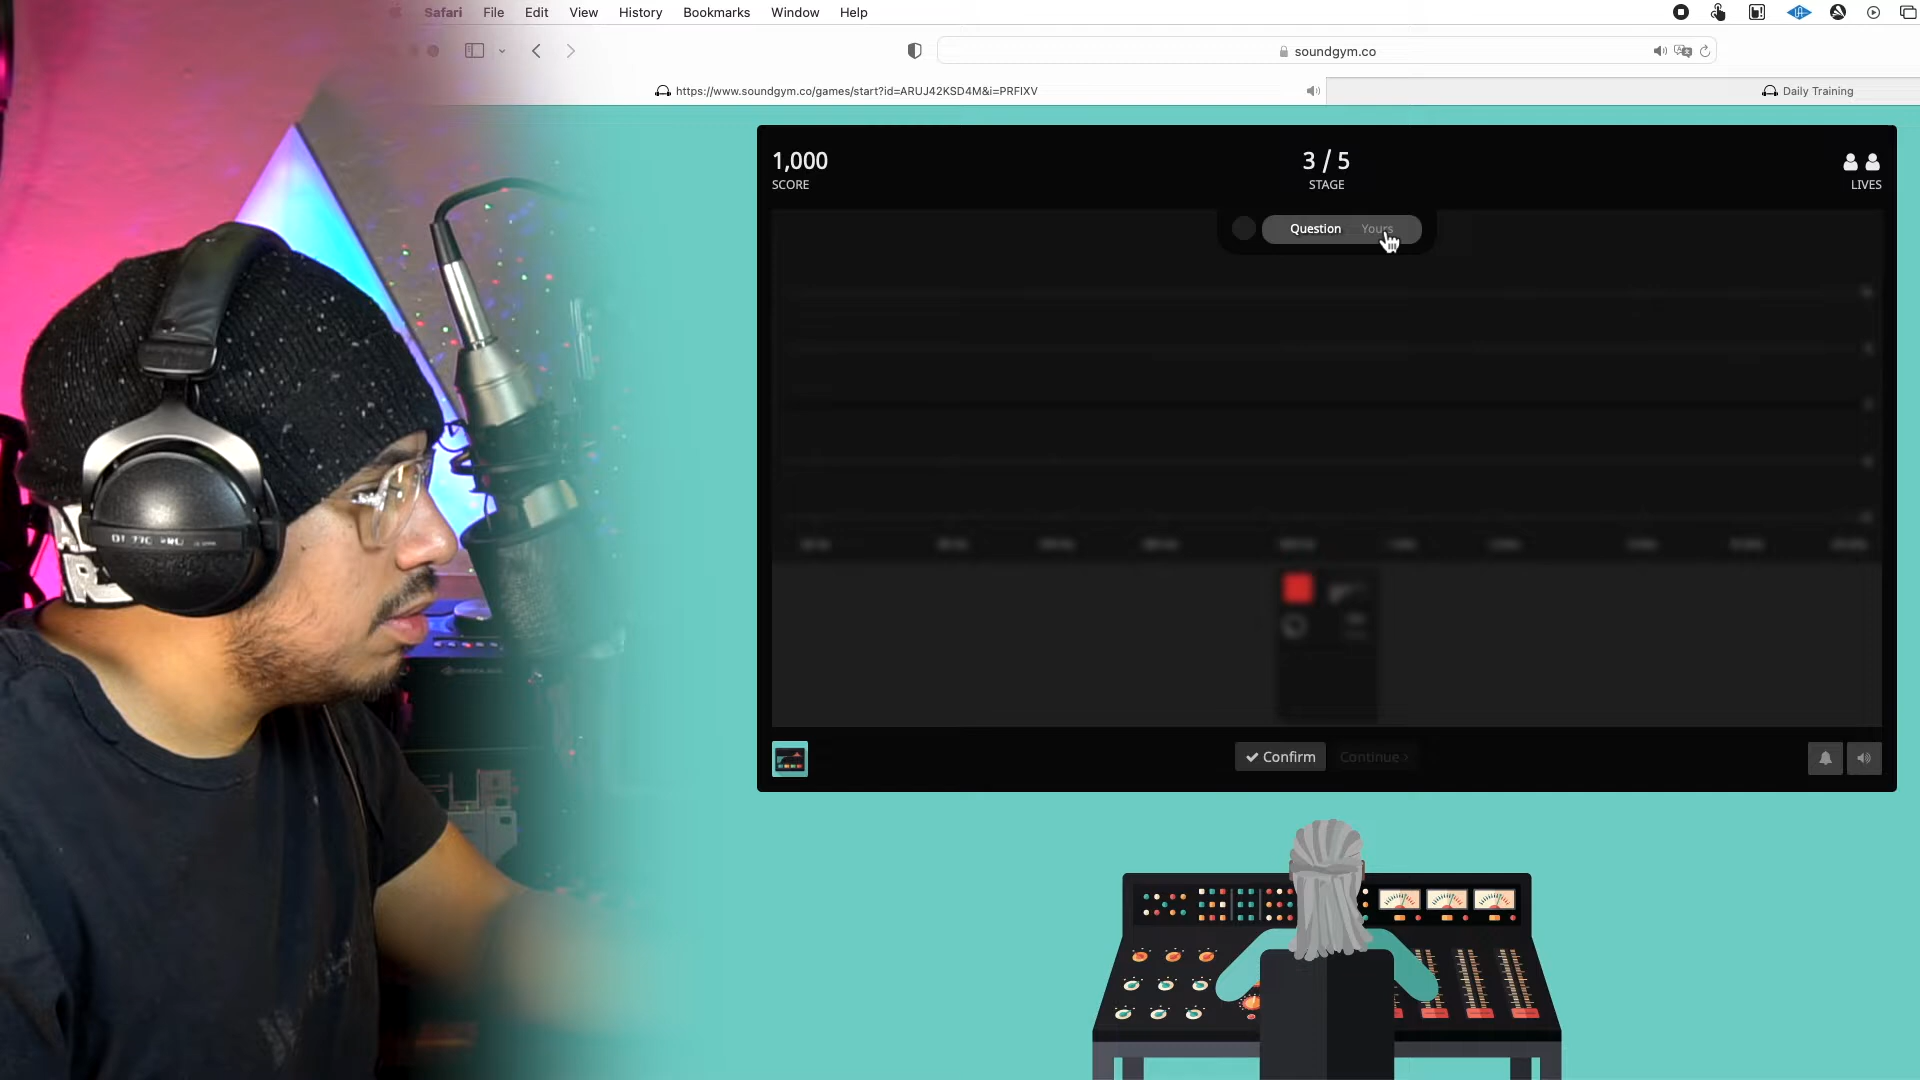 Safari File Edit View History Bookmarks Window Help
soundgym.co
https://www.soundgym.co/games/start?id=ARUJ42KSD4M&i=PRFIXV
Daily Training
1,000
SCORE
3 / 5
STAGE
LIVES
Question Yours
Confirm Continue ›